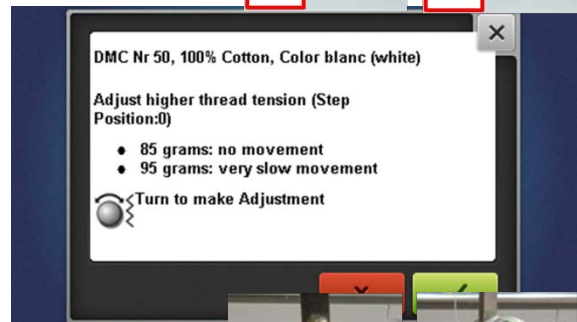 DMC Nr 50, 100% Cotton, Color blanc (white)
Adjust higher thread tension (Step
Position:0)
• 85 grams: no movement
• 95 grams: very slow movement
Turn to make Adjustment